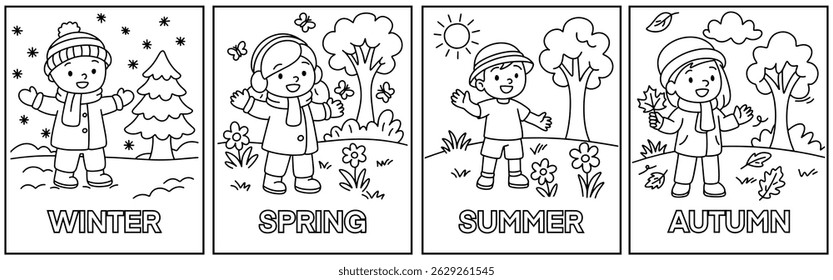 WINTER
SPRING
SUMMER
AUTUMN
shutterstock.com · 2629261545